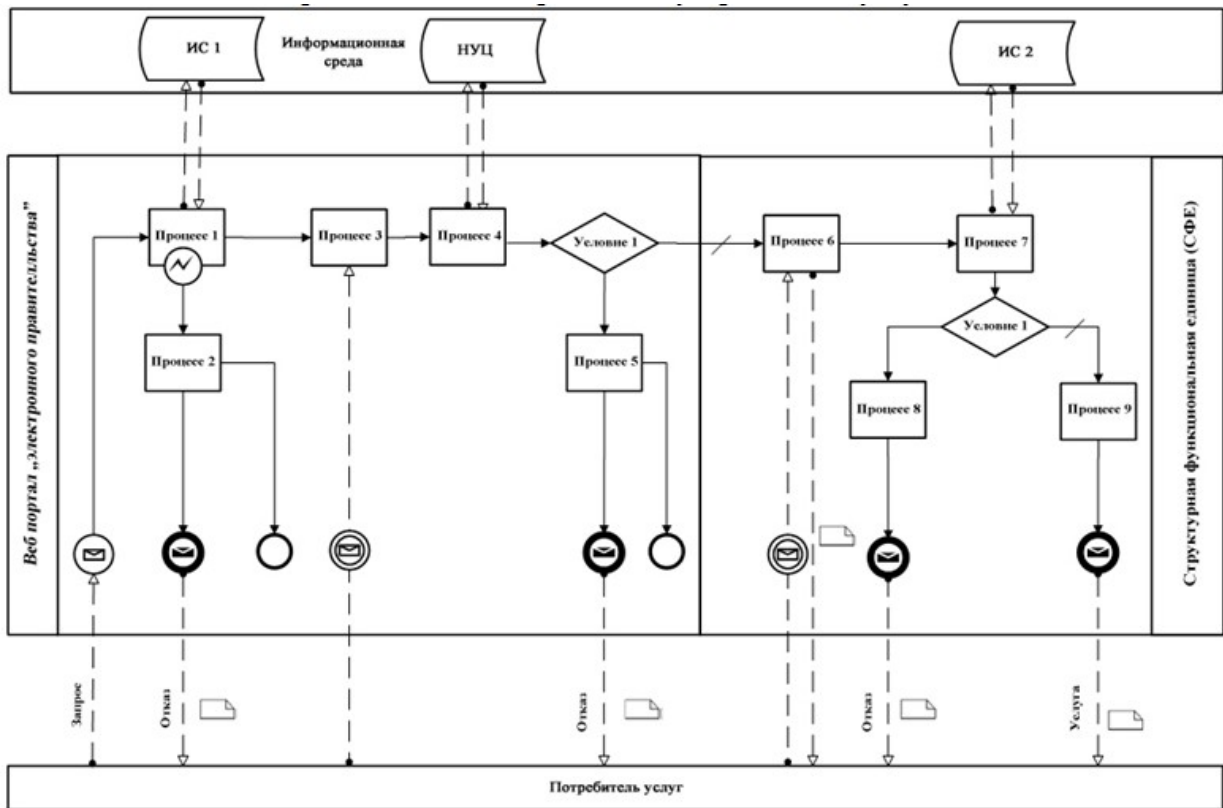 ИС 1
Информационная
среда
НУЦ
ИС 2
Веб портал „электронного правителльства”
Процесс 1
Процесс 3
Процесс 4
Условие 1
Процесс 6
Процесс 7
Условие 1
Процесс 2
Процесс 5
Процесс 8
Процесс 9
Структурная функциональная единица (СФЕ)
Запрос
Отказ
Отказ
Отказ
Услуга
Потребитель услуг